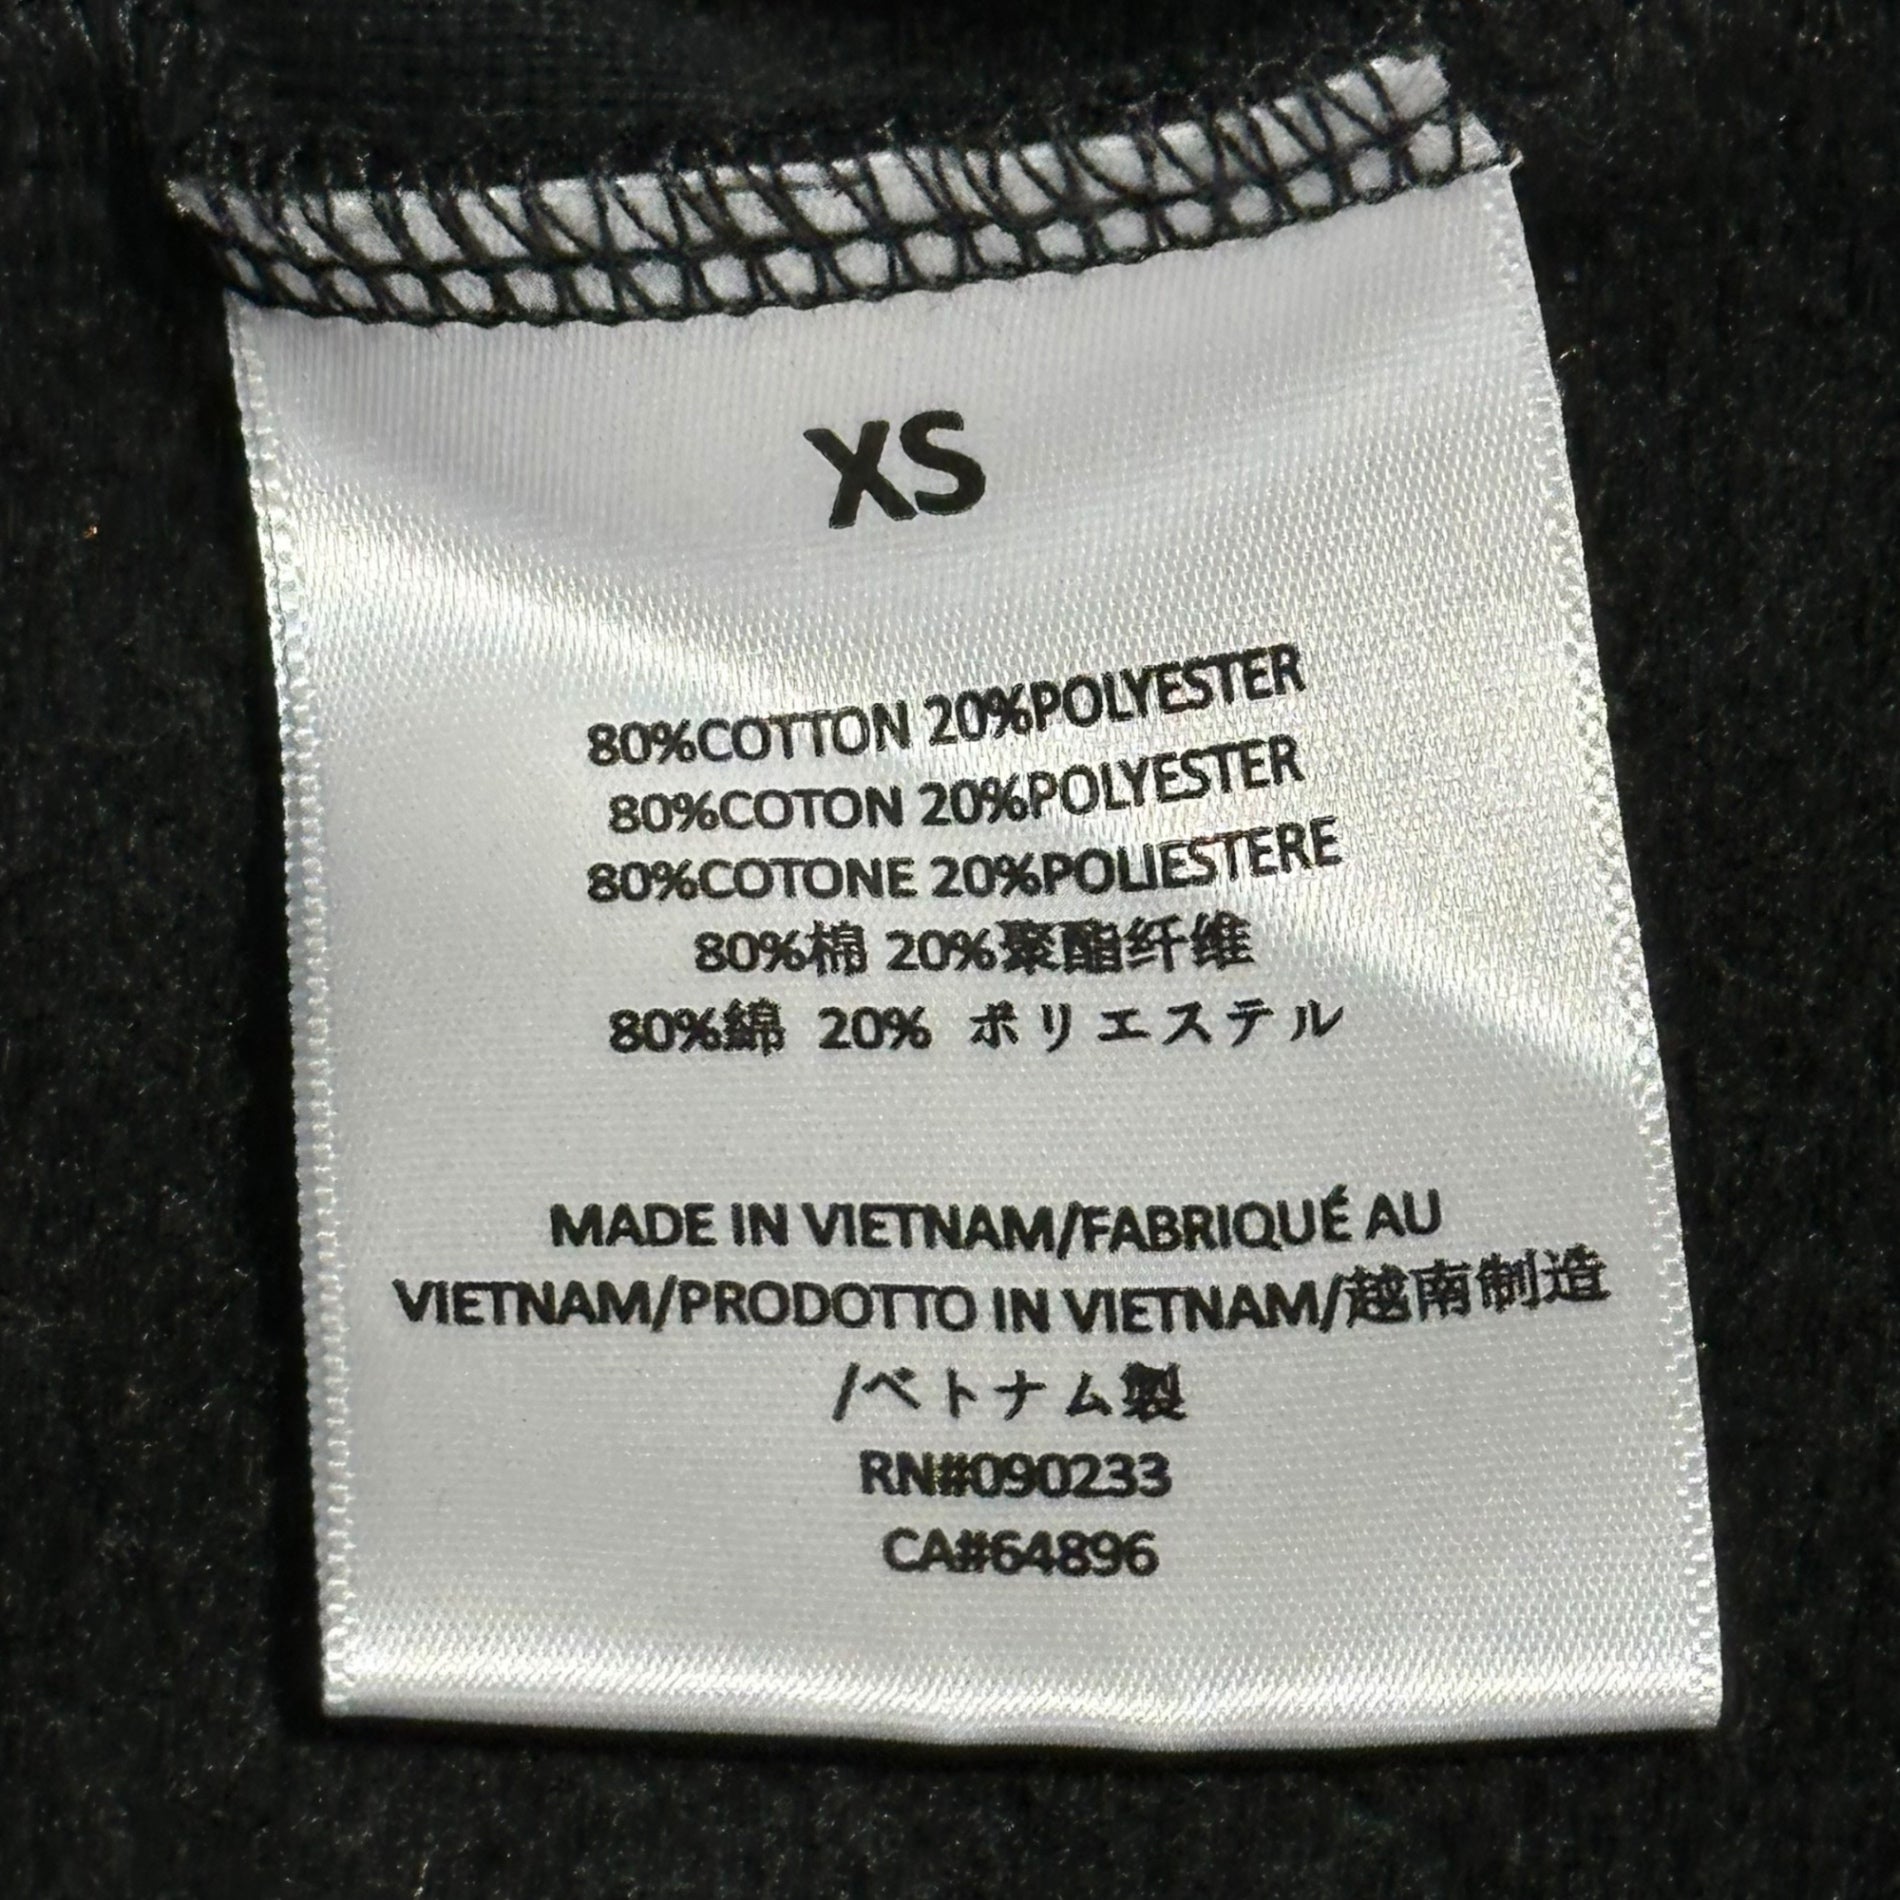 XS
80%COTTON 20%POLYESTER
80%COTON 20%POLYESTER
80%COTONE 20%POLIESTERE
80%棉 20%聚酯纤维
80%綿 20% ポリエステル
MADE IN VIETNAM/FABRIQUÉ AU
VIETNAM/PRODOTTO IN VIETNAM/越南制造
/ベトナム製
RN#090233
CA#64896